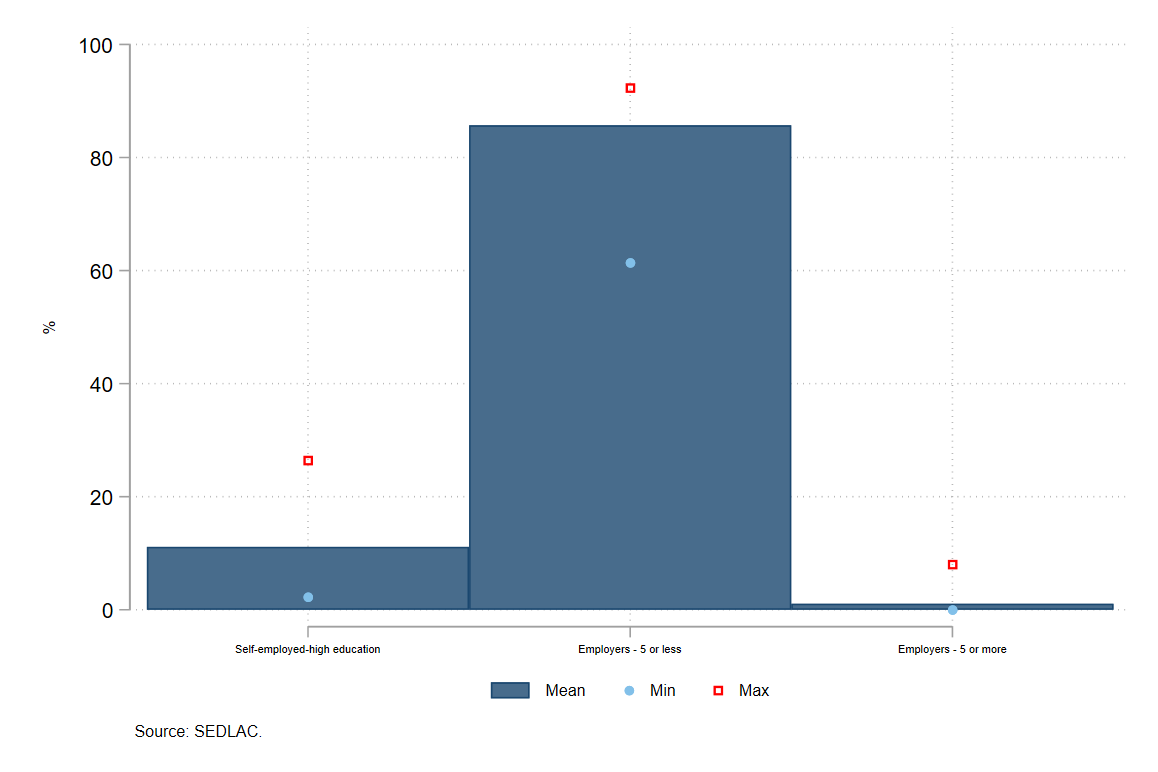 100
80
60
40
20
0
%
Self-employed-high education
Employers - 5 or less
Employers - 5 or more
Mean
Min
Max
Source: SEDLAC.